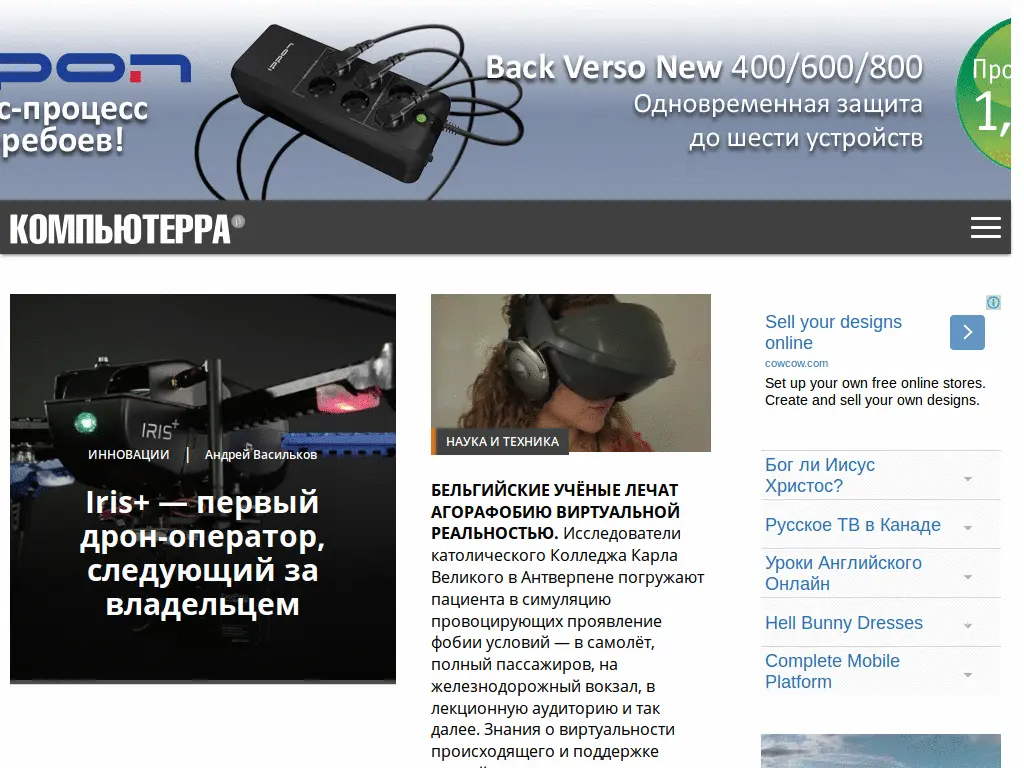 Back Verso New 400/600/800
Одновременная защита
до шести устройств
с-процесс
ребоев!
КОМПЬЮТЕРРА
IRIS+
ИННОВАЦИИ | Андрей Васильков
Iris+ — первый
дрон-оператор,
следующий за
владельцем
НАУКА И ТЕХНИКА
БЕЛЬГИЙСКИЕ УЧЁНЫЕ ЛЕЧАТ
АГОРАФОБИЮ ВИРТУАЛЬНОЙ
РЕАЛЬНОСТЬЮ. Исследователи
католического Колледжа Карла
Великого в Антверпене погружают
пациента в симуляцию
провоцирующих проявление
фобии условий — в самолёт,
полный пассажиров, на
железнодорожный вокзал, в
лекционную аудиторию и так
далее. Знания о виртуальности
происходящего и поддержке
Sell your designs
online
cowcow.com
Set up your own free online stores.
Create and sell your own designs.
Бог ли Иисус
Христос?
Русское ТВ в Канаде
Уроки Английского
Онлайн
Hell Bunny Dresses
Complete Mobile
Platform